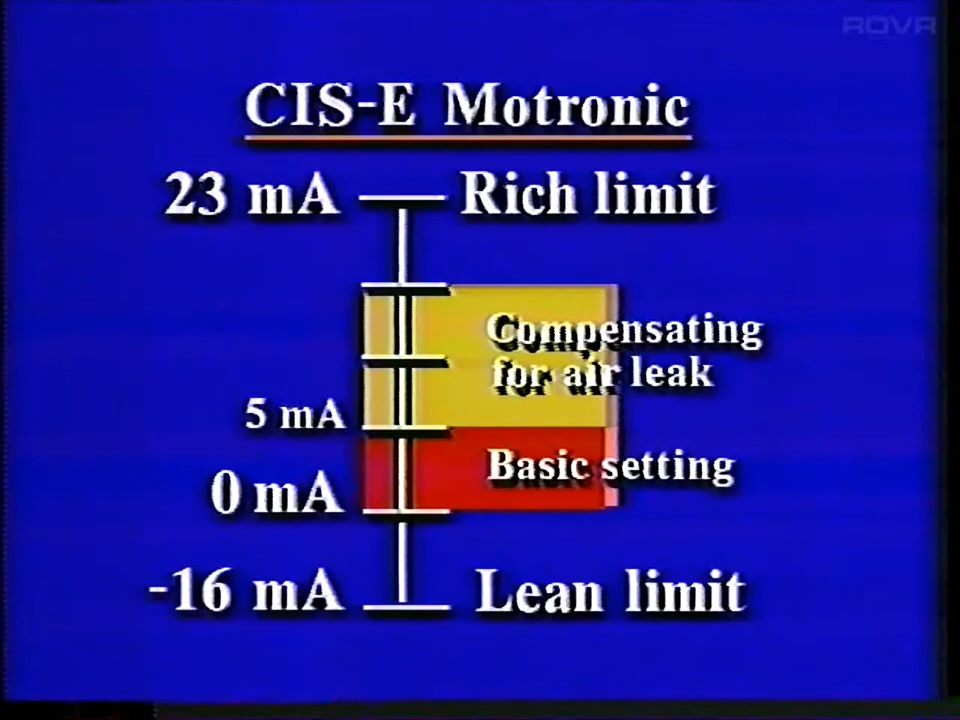 ROVR
CIS-E Motronic
23 mA Rich limit
Compensating
for air leak
5 mA
Basic setting
0 mA
-16 mA Lean limit